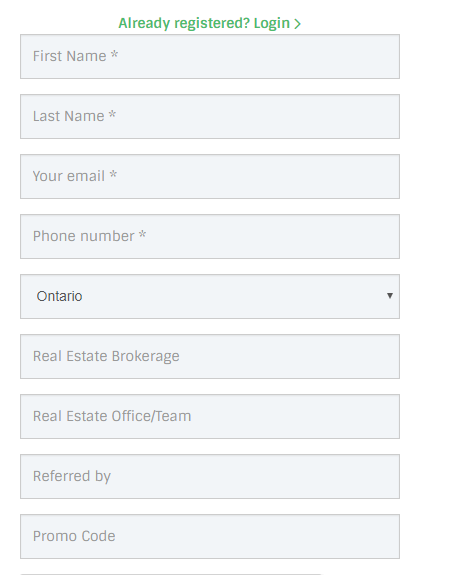 Already registered? Login >
First Name *
Last Name *
Your email *
Phone number *
Ontario
Real Estate Brokerage
Real Estate Office/Team
Referred by
Promo Code